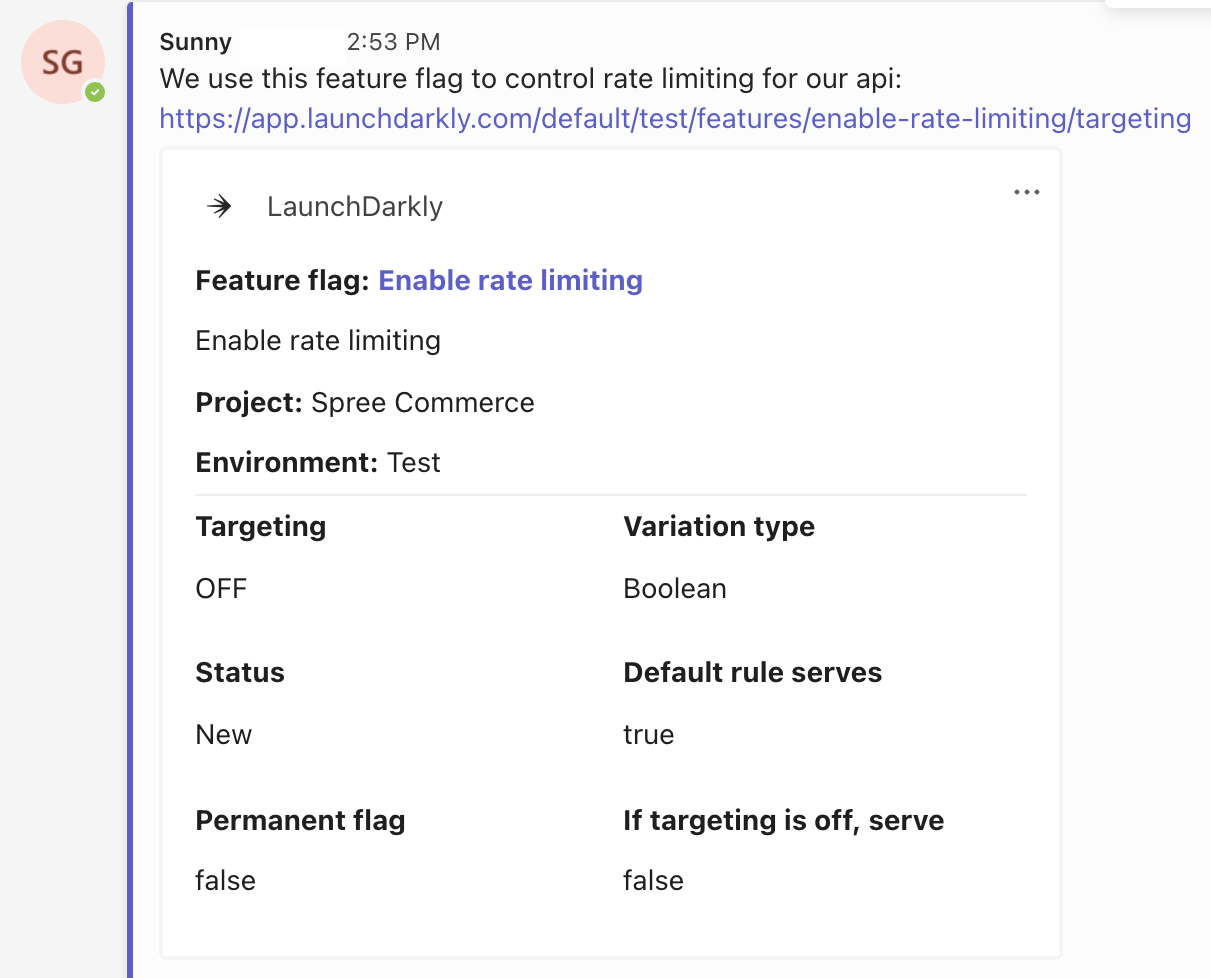 SG
Sunny 2:53 PM
We use this feature flag to control rate limiting for our api:
https://app.launchdarkly.com/default/test/features/enable-rate-limiting/targeting
LaunchDarkly
Feature flag: Enable rate limiting
Enable rate limiting
Project: Spree Commerce
Environment: Test
Targeting Variation type
OFF Boolean
Status Default rule serves
New true
Permanent flag If targeting is off, serve
false false